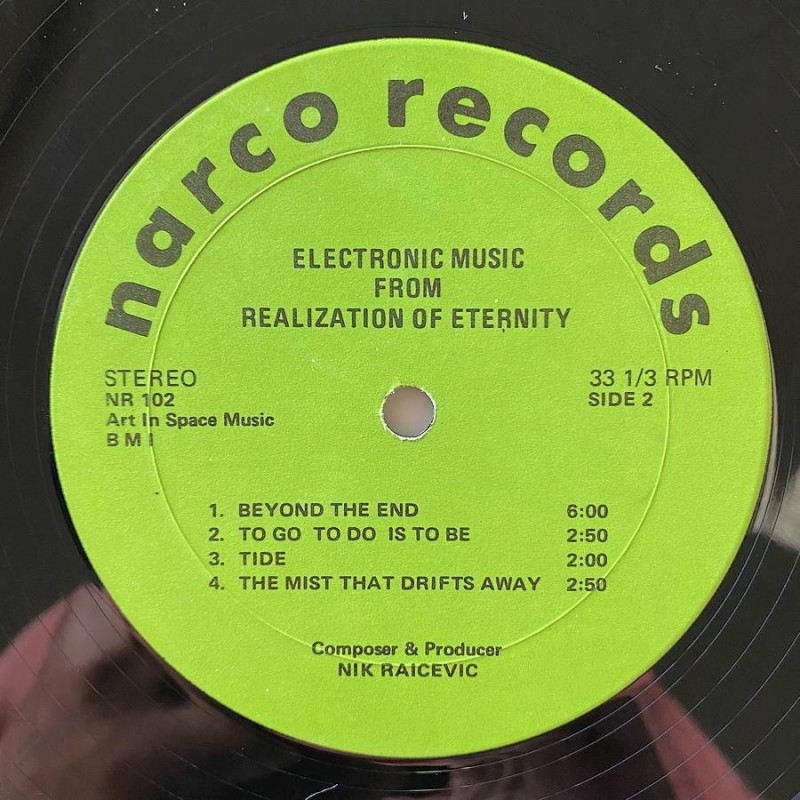 narco records
ELECTRONIC MUSIC
FROM
REALIZATION OF ETERNITY
STEREO
NR 102
Art In Space Music
B M I
33 1/3 RPM
SIDE 2
1. BEYOND THE END 6:00
2. TO GO TO DO IS TO BE 2:50
3. TIDE 2:00
4. THE MIST THAT DRIFTS AWAY 2:50
Composer & Producer
NIK RAICEVIC